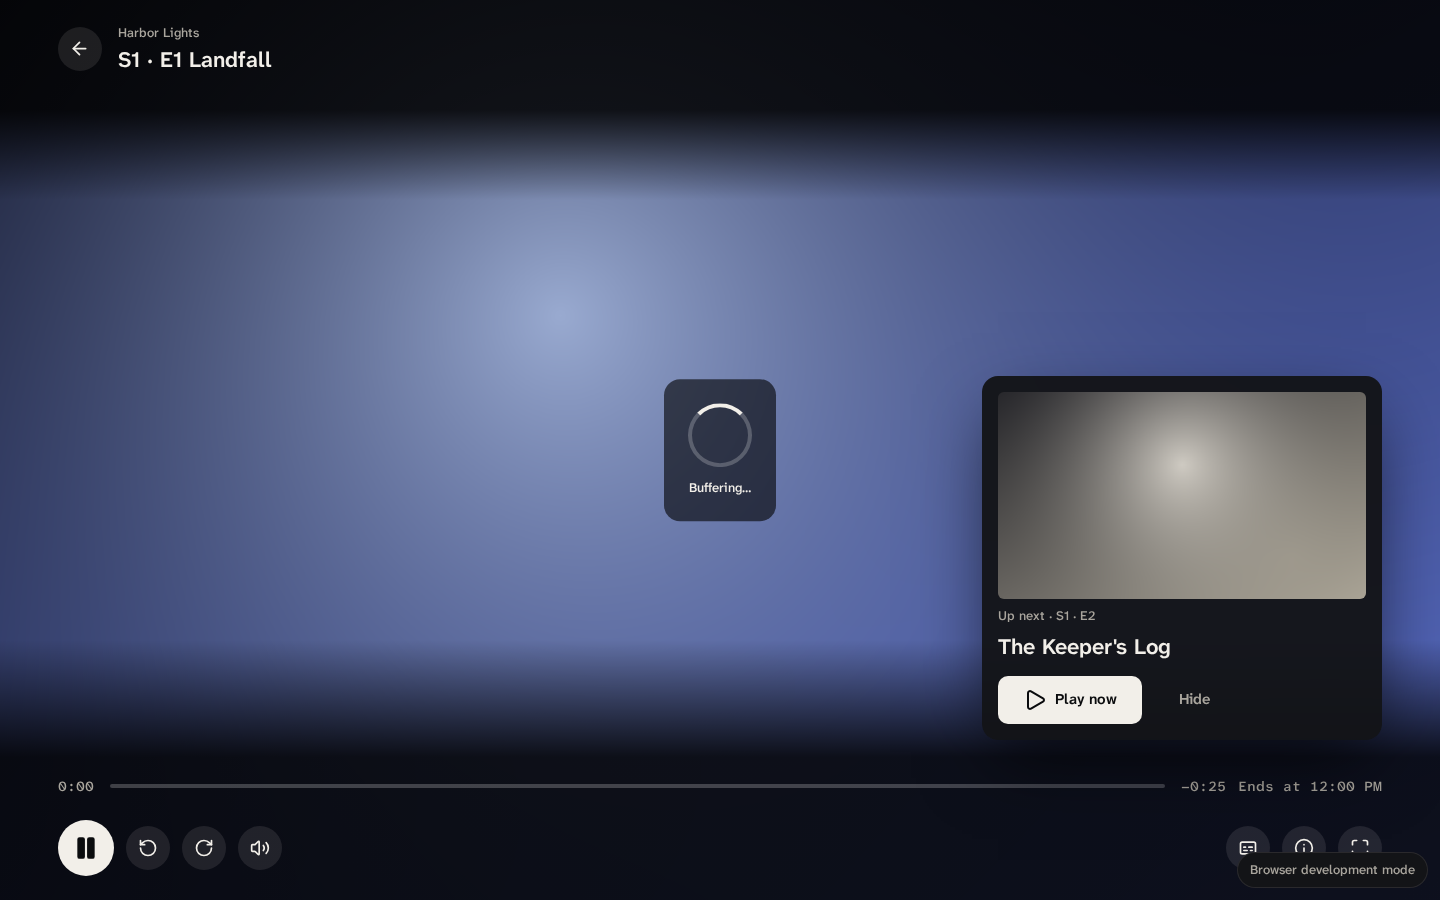 Harbor Lights
S1 · E1 Landfall
Buffering...
Up next · S1 · E2
The Keeper's Log
Play now
Hide
0:00
−0:25 Ends at 12:00 PM
Browser development mode